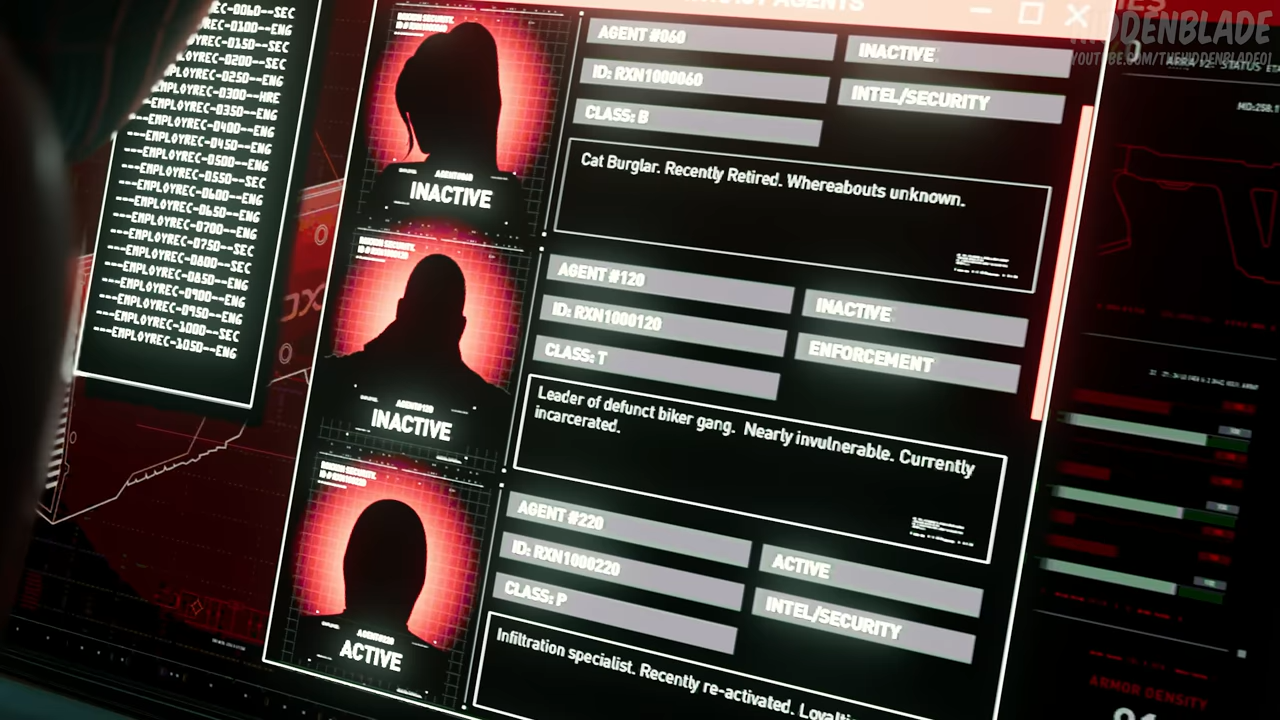 AGENTS
HIDDENBLADE
YOUTUBE.COM/THEHIDDENBLADE01
---EMPLOYREC-0060--SEC
---EMPLOYREC-0100--ENG
---EMPLOYREC-0150--SEC
---EMPLOYREC-0200--SEC
---EMPLOYREC-0250--ENG
---EMPLOYREC-0300--HRE
---EMPLOYREC-0350--ENG
---EMPLOYREC-0400--ENG
---EMPLOYREC-0450--ENG
---EMPLOYREC-0500--ENG
---EMPLOYREC-0550--ENG
---EMPLOYREC-0600--ENG
---EMPLOYREC-0650--ENG
---EMPLOYREC-0700--ENG
---EMPLOYREC-0750--SEC
---EMPLOYREC-0800--SEC
---EMPLOYREC-0850--ENG
---EMPLOYREC-0900--ENG
---EMPLOYREC-0950--ENG
---EMPLOYREC-1000--SEC
---EMPLOYREC-1050--ENG
INACTIVE
AGENT #060
INACTIVE
ID: RXN1000060
INTEL/SECURITY
CLASS: B
Cat Burglar. Recently Retired. Whereabouts unknown.
INACTIVE
AGENT #120
INACTIVE
ID: RXN1000120
ENFORCEMENT
CLASS: T
Leader of defunct biker gang. Nearly invulnerable. Currently
incarcerated.
ACTIVE
AGENT #220
ACTIVE
ID: RXN1000220
INTEL/SECURITY
CLASS: P
Infiltration specialist. Recently re-activated.
ARMOR DENSITY